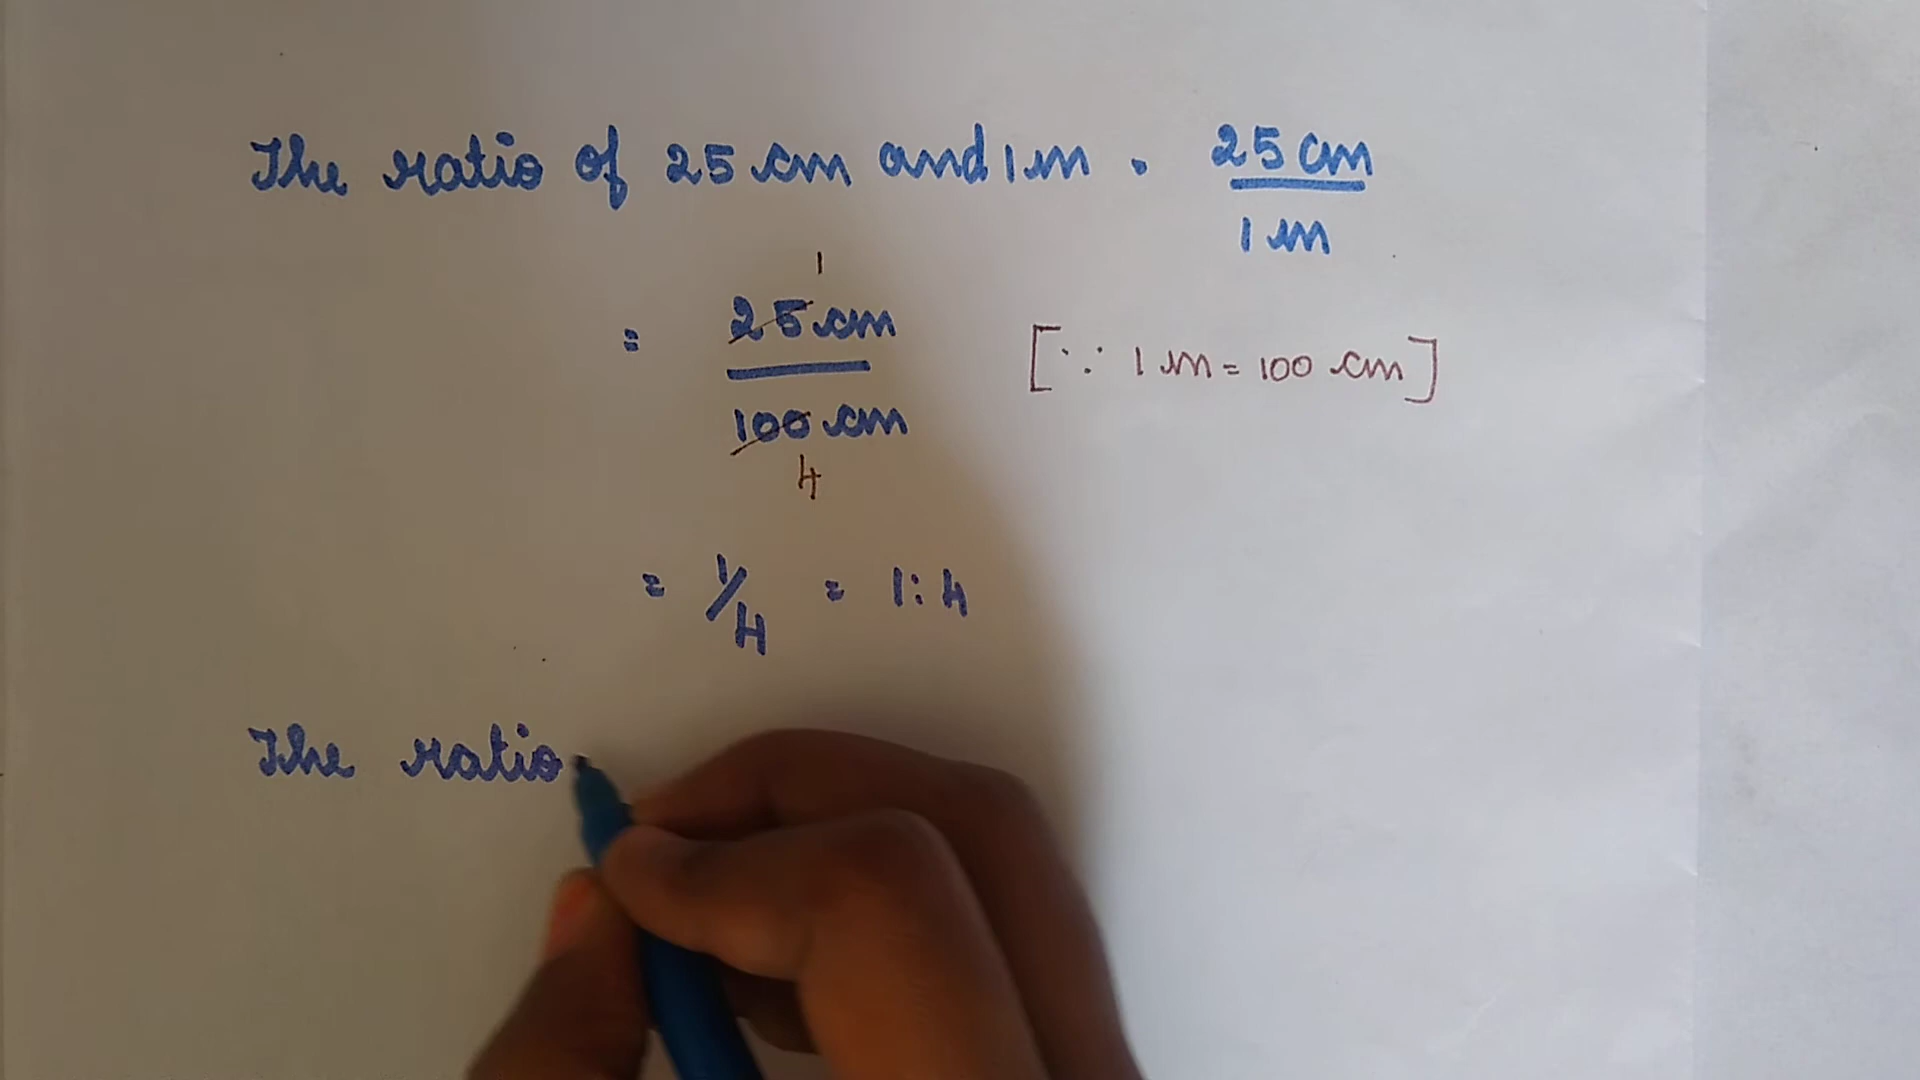 The ratio of 25 cm and 1 m = 25 cm
1 m
1
= 25 cm [∵ 1 m = 100 cm]
100 cm
4
= 1/4 = 1:4
The ratio